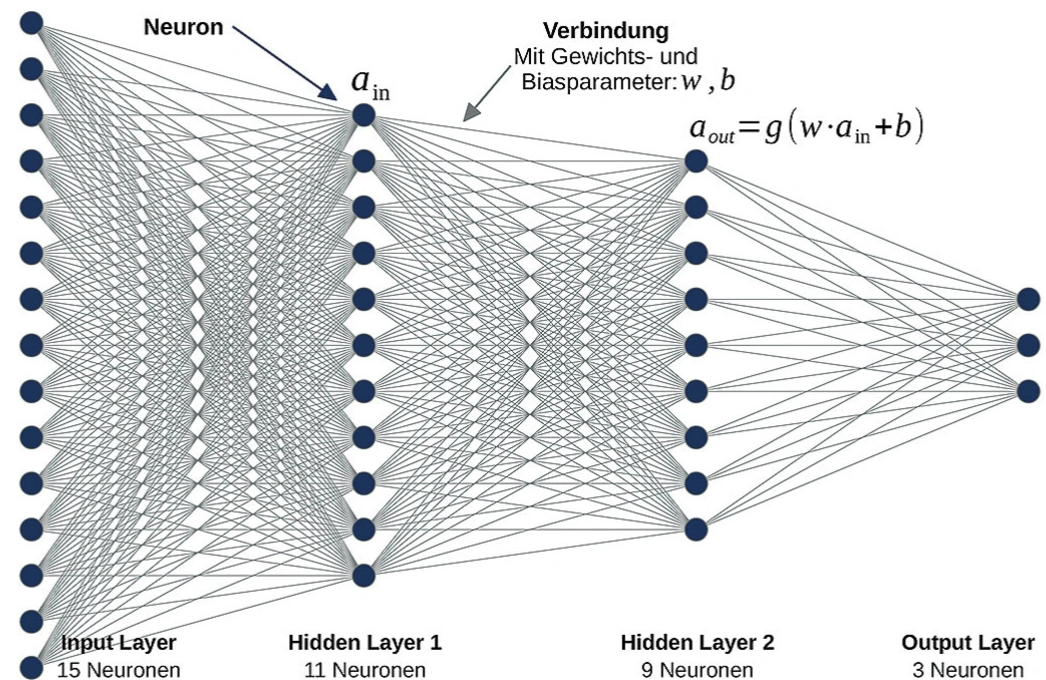 Neuron
Verbindung
Mit Gewichts- und
Biasparameter: w , b
a_in
a_out=g(w·a_in+b)
Input Layer
15 Neuronen
Hidden Layer 1
11 Neuronen
Hidden Layer 2
9 Neuronen
Output Layer
3 Neuronen